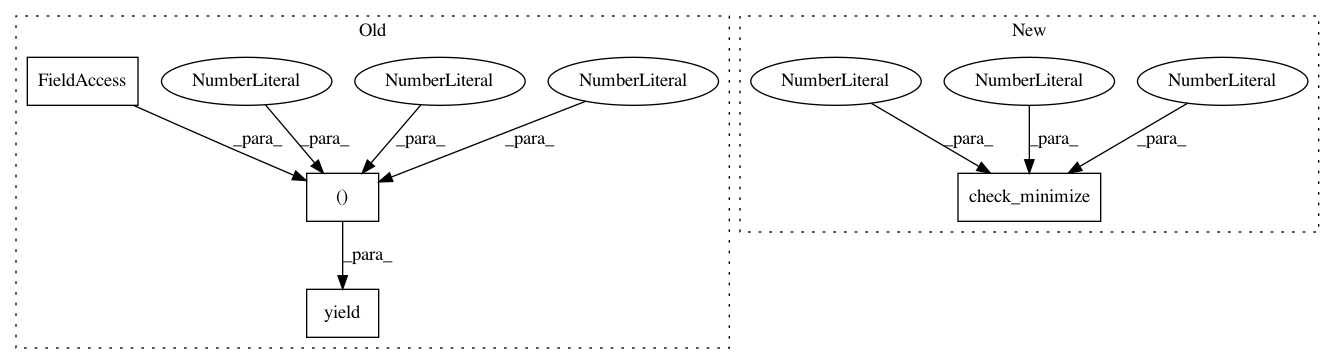 Old
New
FieldAccess
NumberLiteral
NumberLiteral
NumberLiteral
NumberLiteral
NumberLiteral
NumberLiteral
_para_
_para_
_para_
_para_
_para_
_para_
_para_
()
check_minimize
_para_
yield